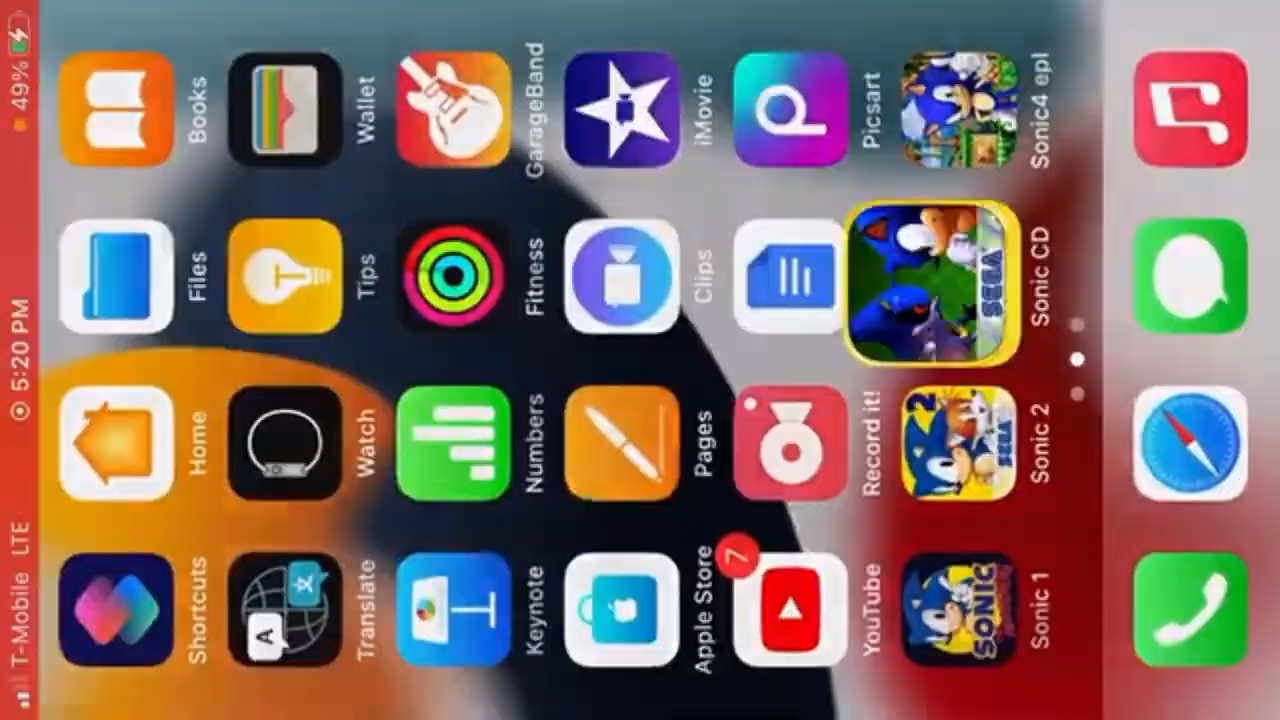 T-Mobile LTE 5:20 PM 49%
Shortcuts Home Files Books
A 文
Translate Watch Tips Wallet
Keynote Numbers Fitness GarageBand
Apple Store Pages Clips iMovie
7
YouTube Record it! Picsart
SONIC 2 SEGA SEGA
Sonic 1 Sonic 2 Sonic CD Sonic4 epI